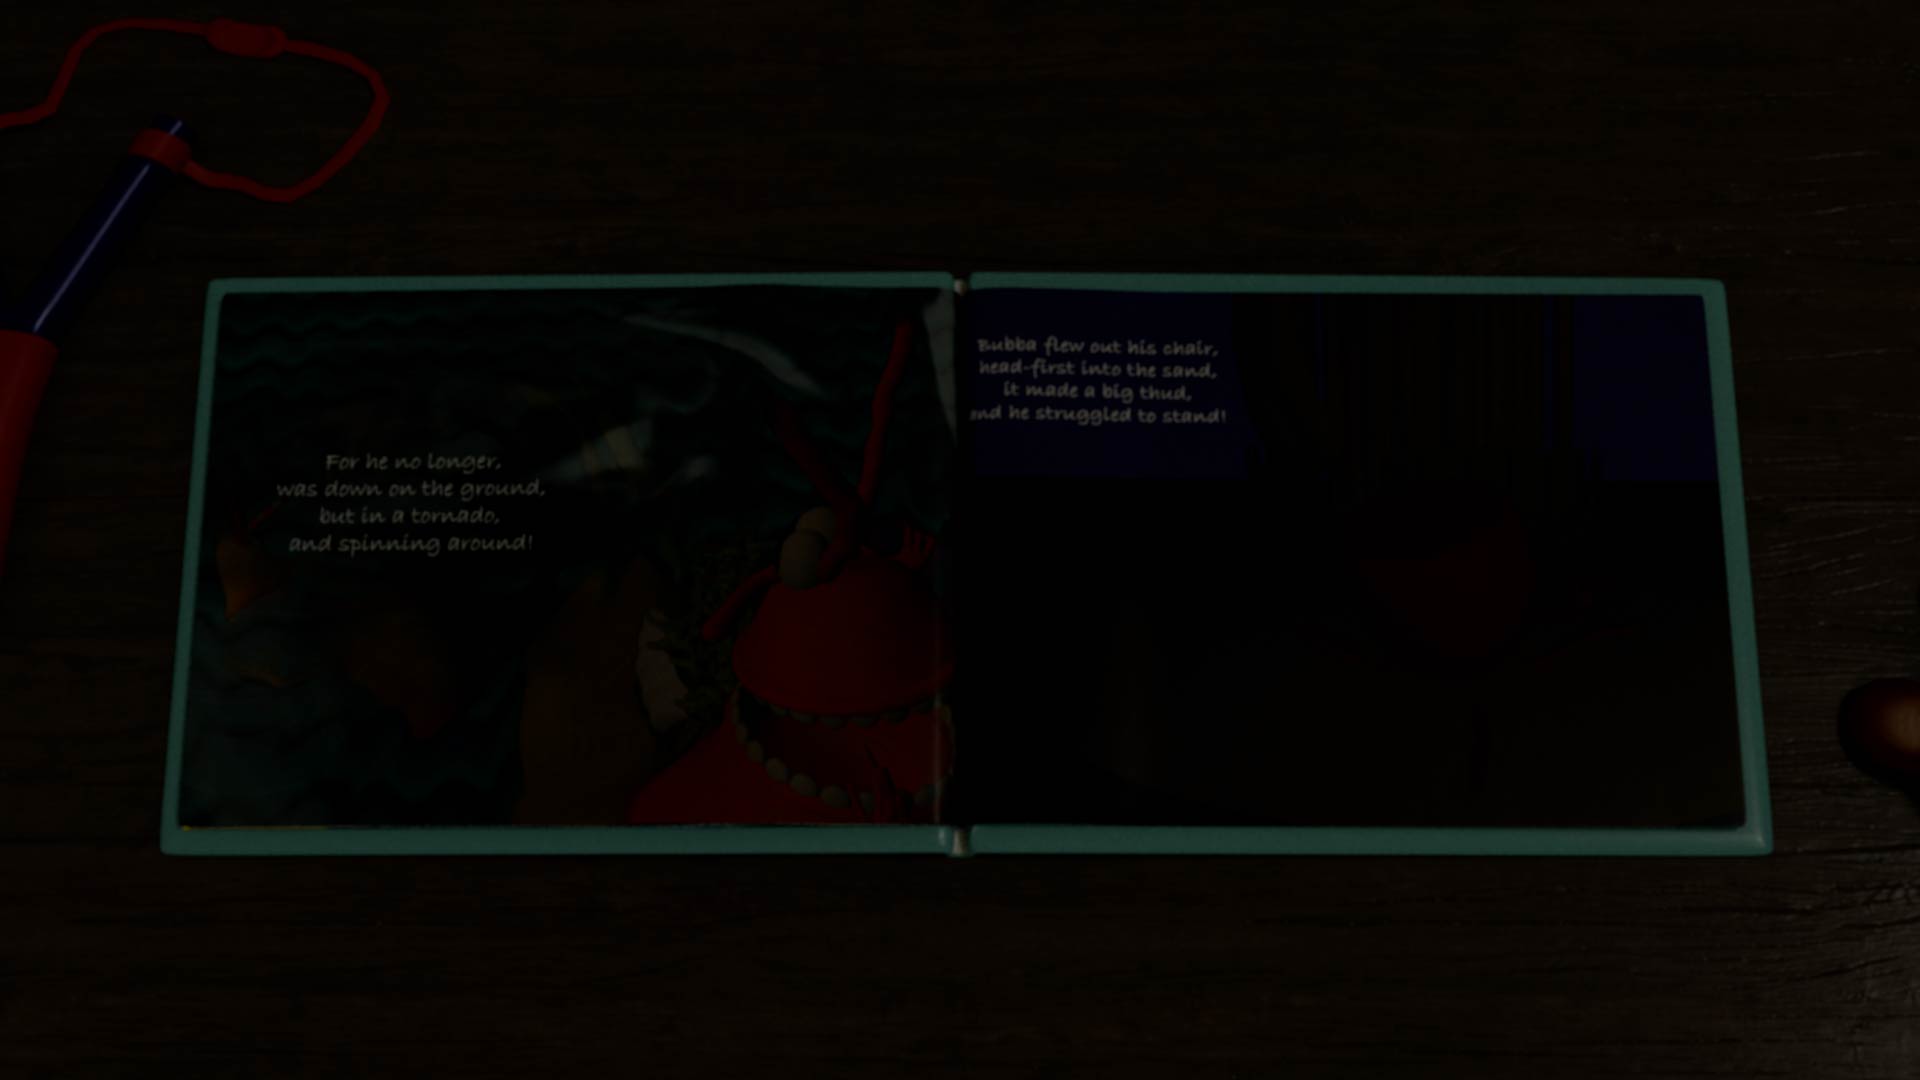 For he no longer,
was down on the ground,
but in a tornado,
and spinning around!
Bubba flew out his chair,
head-first into the sand,
it made a big thud,
and he struggled to stand!